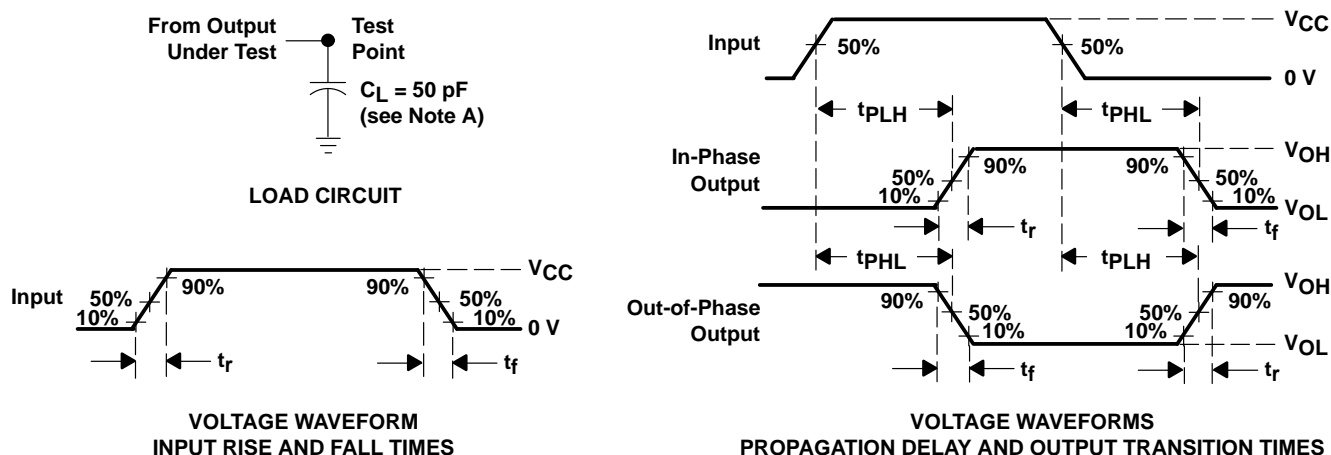 From Output
Under Test
Test
Point
CL = 50 pF
(see Note A)
LOAD CIRCUIT
Input
50%
10%
90%
90%
50%
10%
VCC
0 V
tr
tf
VOLTAGE WAVEFORM
INPUT RISE AND FALL TIMES
Input
50%
50%
VCC
0 V
tPLH
tPHL
In-Phase
Output
50%
10%
90%
90%
50%
10%
VOH
VOL
tr
tf
tPHL
tPLH
Out-of-Phase
Output
90%
50%
10%
50%
10%
90%
VOH
VOL
tf
tr
VOLTAGE WAVEFORMS
PROPAGATION DELAY AND OUTPUT TRANSITION TIMES